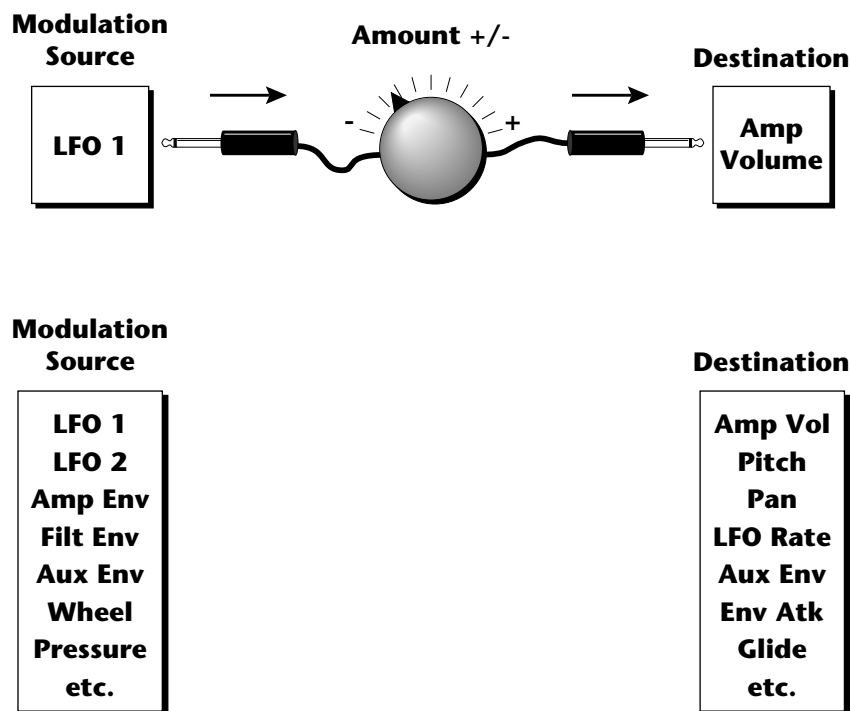 Modulation
Source
Amount +/-
Destination
LFO 1
-
+
Amp
Volume
Modulation
Source
Destination
LFO 1
LFO 2
Amp Env
Filt Env
Aux Env
Wheel
Pressure
etc.
Amp Vol
Pitch
Pan
LFO Rate
Aux Env
Env Atk
Glide
etc.